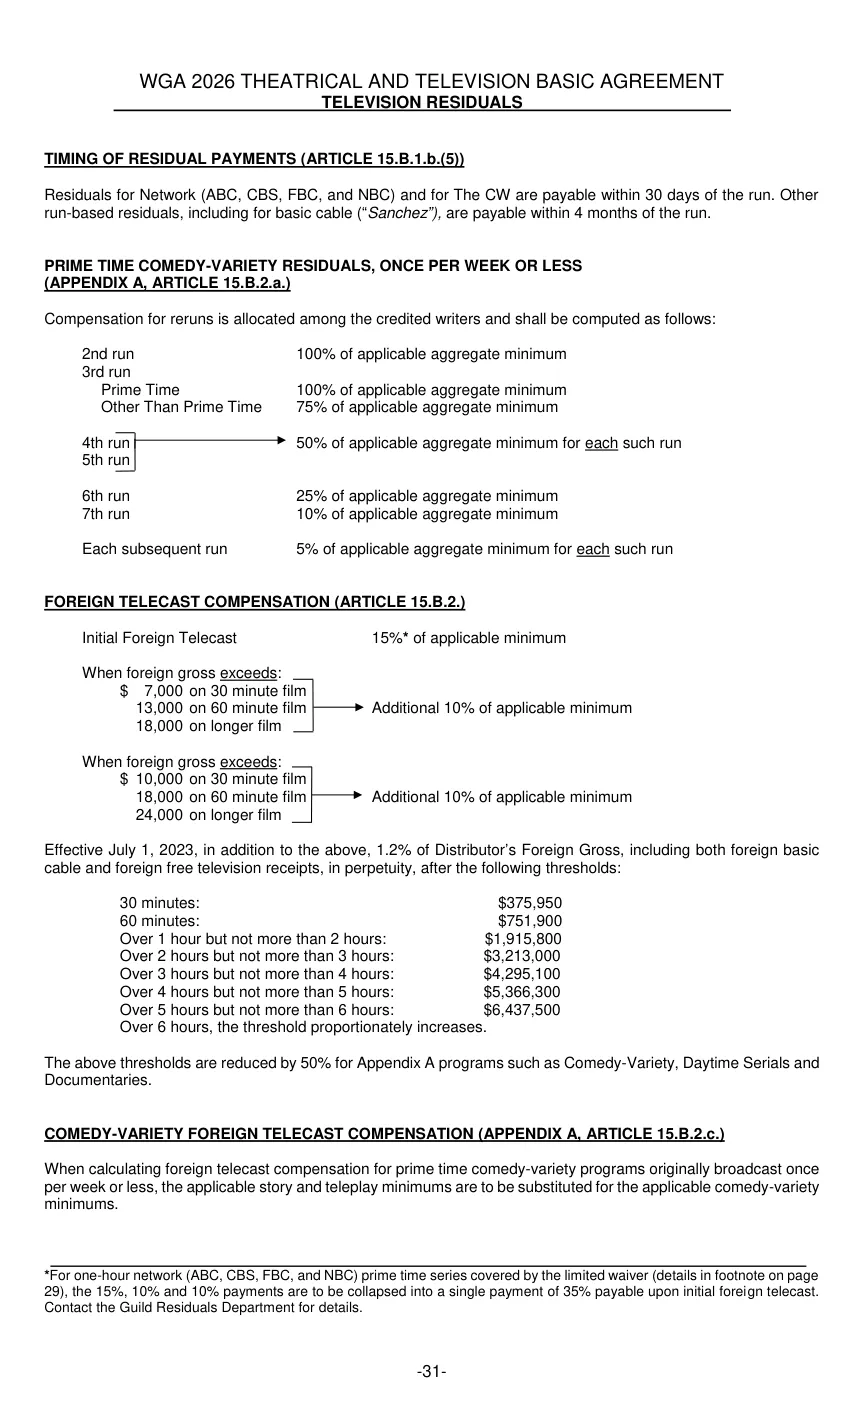 WGA 2026 THEATRICAL AND TELEVISION BASIC AGREEMENT
TELEVISION RESIDUALS
TIMING OF RESIDUAL PAYMENTS (ARTICLE 15.B.1.b.(5))
Residuals for Network (ABC, CBS, FBC, and NBC) and for The CW are payable within 30 days of the run. Other
run-based residuals, including for basic cable (“Sanchez”), are payable within 4 months of the run.
PRIME TIME COMEDY-VARIETY RESIDUALS, ONCE PER WEEK OR LESS
(APPENDIX A, ARTICLE 15.B.2.a.)
Compensation for reruns is allocated among the credited writers and shall be computed as follows:
2nd run 100% of applicable aggregate minimum
3rd run
Prime Time 100% of applicable aggregate minimum
Other Than Prime Time 75% of applicable aggregate minimum
4th run 50% of applicable aggregate minimum for each such run
5th run
6th run 25% of applicable aggregate minimum
7th run 10% of applicable aggregate minimum
Each subsequent run 5% of applicable aggregate minimum for each such run
FOREIGN TELECAST COMPENSATION (ARTICLE 15.B.2.)
Initial Foreign Telecast 15%* of applicable minimum
When foreign gross exceeds:
$ 7,000 on 30 minute film
13,000 on 60 minute film Additional 10% of applicable minimum
18,000 on longer film
When foreign gross exceeds:
$ 10,000 on 30 minute film
18,000 on 60 minute film Additional 10% of applicable minimum
24,000 on longer film
Effective July 1, 2023, in addition to the above, 1.2% of Distributor’s Foreign Gross, including both foreign basic
cable and foreign free television receipts, in perpetuity, after the following thresholds:
30 minutes: $375,950
60 minutes: $751,900
Over 1 hour but not more than 2 hours: $1,915,800
Over 2 hours but not more than 3 hours: $3,213,000
Over 3 hours but not more than 4 hours: $4,295,100
Over 4 hours but not more than 5 hours: $5,366,300
Over 5 hours but not more than 6 hours: $6,437,500
Over 6 hours, the threshold proportionately increases.
The above thresholds are reduced by 50% for Appendix A programs such as Comedy-Variety, Daytime Serials and
Documentaries.
COMEDY-VARIETY FOREIGN TELECAST COMPENSATION (APPENDIX A, ARTICLE 15.B.2.c.)
When calculating foreign telecast compensation for prime time comedy-variety programs originally broadcast once
per week or less, the applicable story and teleplay minimums are to be substituted for the applicable comedy-variety
minimums.
*For one-hour network (ABC, CBS, FBC, and NBC) prime time series covered by the limited waiver (details in footnote on page
29), the 15%, 10% and 10% payments are to be collapsed into a single payment of 35% payable upon initial foreign telecast.
Contact the Guild Residuals Department for details.
-31-